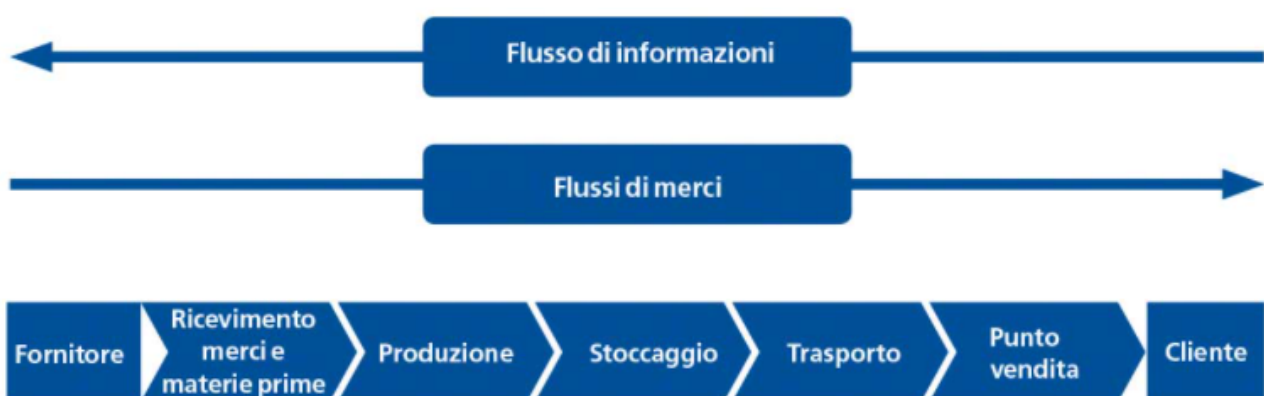 Flusso di informazioni
Flussi di merci
Fornitore
Ricevimento
merci e
materie prime
Produzione
Stoccaggio
Trasporto
Punto
vendita
Cliente